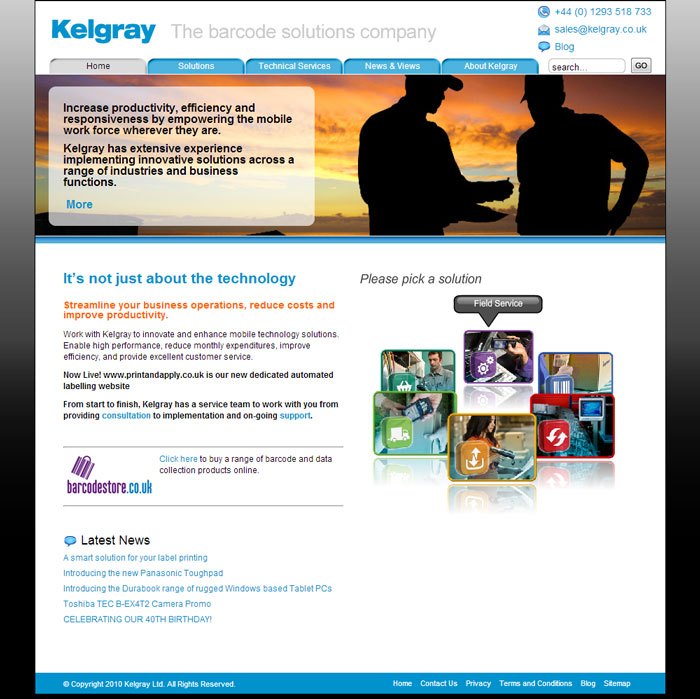 Kelgray The barcode solutions company
+44 (0) 1293 518 733
sales@kelgray.co.uk
Blog
Home Solutions Technical Services News & Views About Kelgray search... GO
Increase productivity, efficiency and
responsiveness by empowering the mobile
work force wherever they are.
Kelgray has extensive experience
implementing innovative solutions across a
range of industries and business
functions.
More
It's not just about the technology
Streamline your business operations, reduce costs and
improve productivity.
Work with Kelgray to innovate and enhance mobile technology solutions.
Enable high performance, reduce monthly expenditures, improve
efficiency, and provide excellent customer service.
Now Live! www.printandapply.co.uk is our new dedicated automated
labelling website
From start to finish, Kelgray has a service team to work with you from
providing consultation to implementation and on-going support.
Please pick a solution
Field Service
barcodestore.co.uk
Click here to buy a range of barcode and data
collection products online.
Latest News
A smart solution for your label printing
Introducing the new Panasonic Toughpad
Introducing the Durabook range of rugged Windows based Tablet PCs
Toshiba TEC B-EX4T2 Camera Promo
CELEBRATING OUR 40TH BIRTHDAY!
© Copyright 2010 Kelgray Ltd. All Rights Reserved. Home Contact Us Privacy Terms and Conditions Blog Sitemap